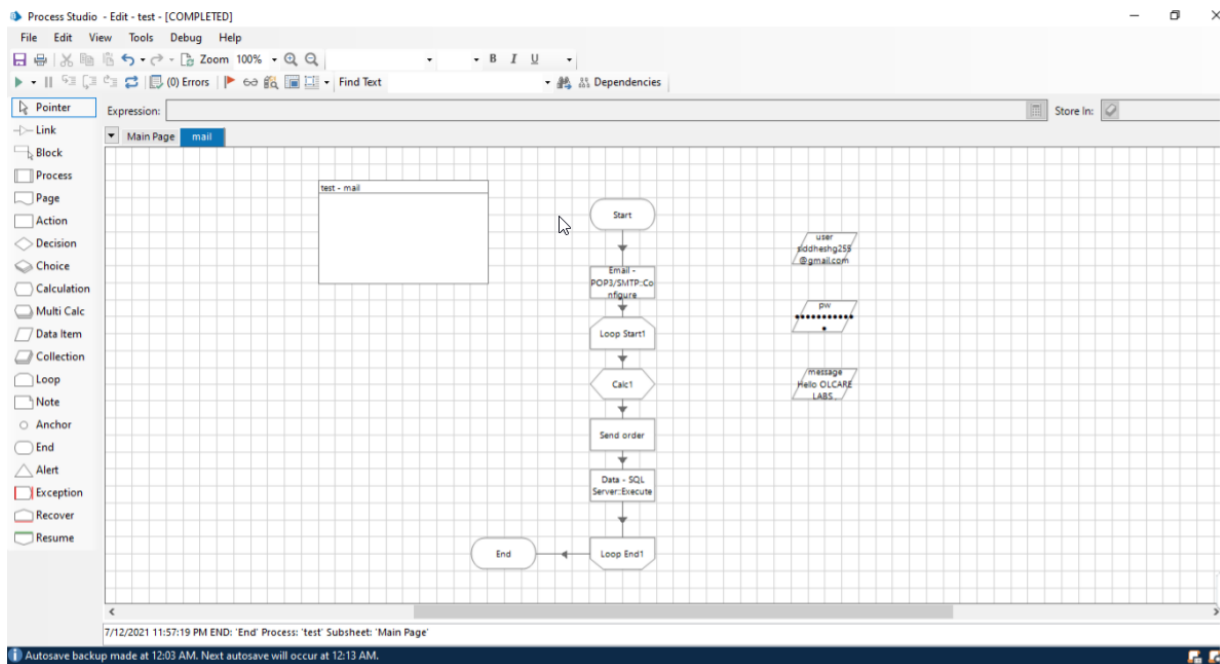 Process Studio - Edit - test - [COMPLETED]
File Edit View Tools Debug Help
Zoom 100% B I U
(0) Errors Find Text Dependencies
Pointer
Link
Block
Process
Page
Action
Decision
Choice
Calculation
Multi Calc
Data Item
Collection
Loop
Note
Anchor
End
Alert
Exception
Recover
Resume
Expression: Store In:
Main Page mail
test - mail
Start
Email -
POP3/SMTP::Co
nfigure
Loop Start1
Calc1
Send order
Data - SQL
Server::Execute
Loop End1
End
user
siddheshg255
@gmail.com
pw
••••••••••••
•
message
Hello OLCARE
LABS
7/12/2021 11:57:19 PM END: 'End' Process: 'test' Subsheet: 'Main Page'
Autosave backup made at 12:03 AM. Next autosave will occur at 12:13 AM.